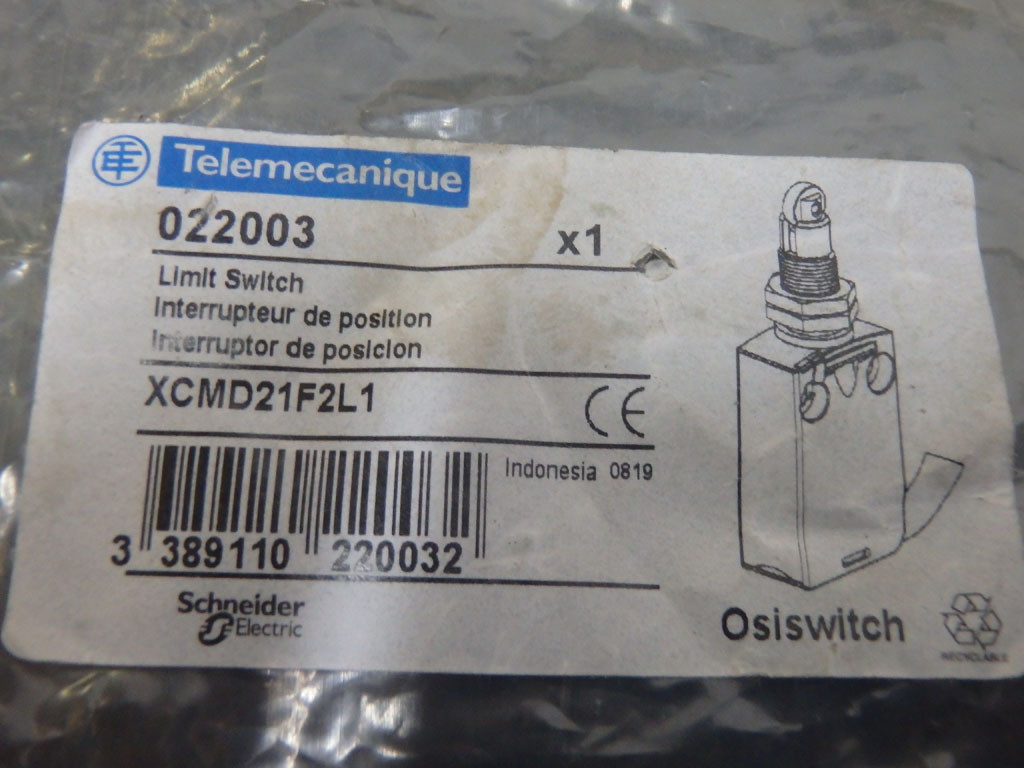 Telemecanique
022003 x1
Limit Switch
Interrupteur de position
Interruptor de posicion
XCMD21F2L1 CE
Indonesia 0819
3 389110 220032
Schneider
Electric
Osiswitch
RECYCLABLE